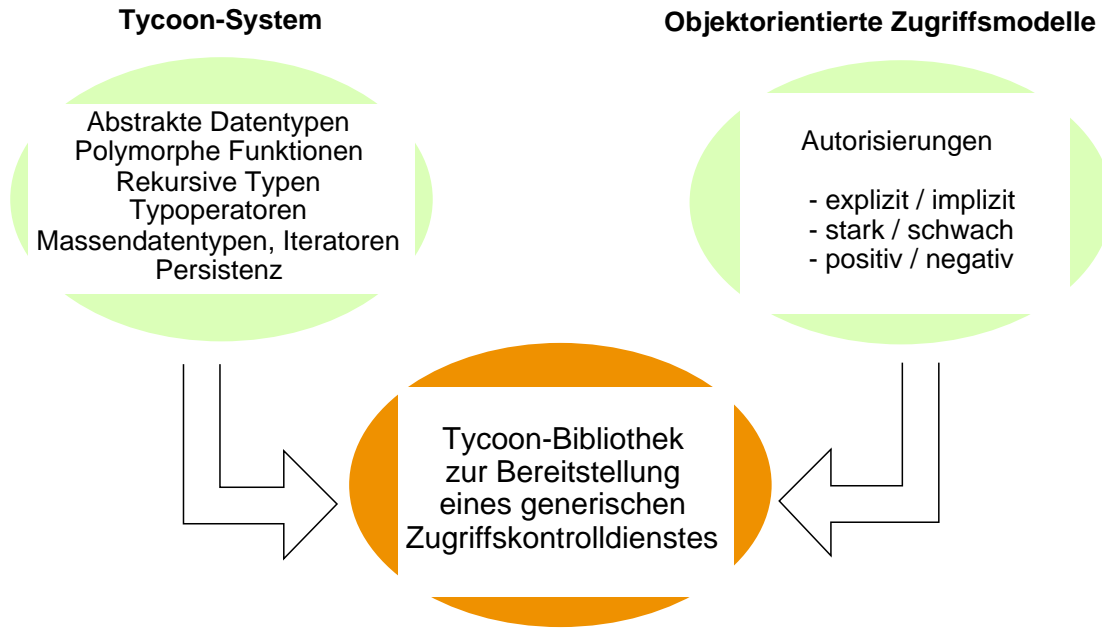 Tycoon-System
Abstrakte Datentypen
Polymorphe Funktionen
Rekursive Typen
Typoperatoren
Massendatentypen, Iteratoren
Persistenz
Objektorientierte Zugriffsmodelle
Autorisierungen
- explizit / implizit
- stark / schwach
- positiv / negativ
Tycoon-Bibliothek
zur Bereitstellung
eines generischen
Zugriffskontrolldienstes